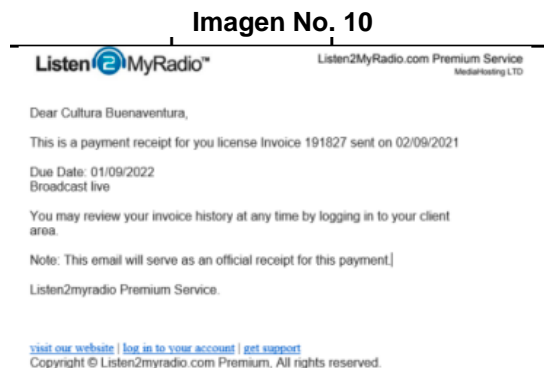 Imagen No. 10
Listen2MyRadio™
Listen2MyRadio.com Premium Service
MediaHosting LTD
Dear Cultura Buenaventura,
This is a payment receipt for you license Invoice 191827 sent on 02/09/2021
Due Date: 01/09/2022
Broadcast live
You may review your invoice history at any time by logging in to your client
area.
Note: This email will serve as an official receipt for this payment.
Listen2myradio Premium Service.
visit our website | log in to your account | get support
Copyright © Listen2myradio.com Premium, All rights reserved.